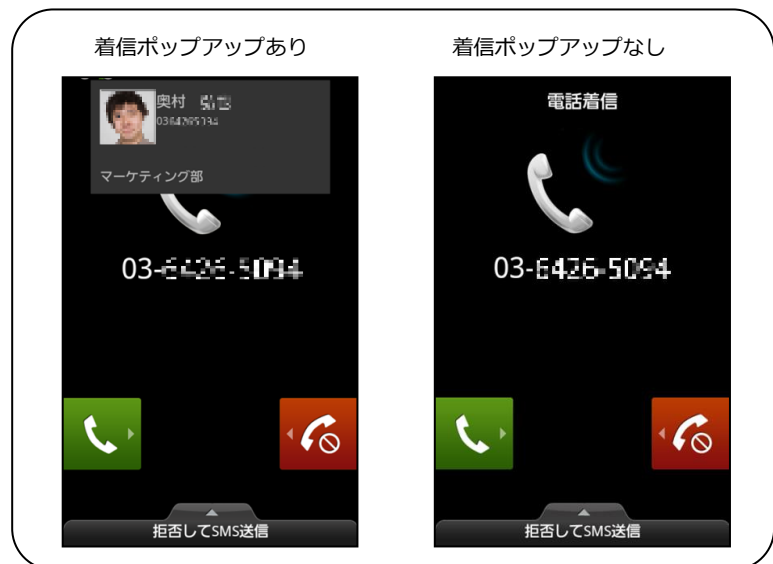 着信ポップアップあり
奥村
マーケティング部
03-
拒否してSMS送信
着信ポップアップなし
電話着信
03-
拒否してSMS送信